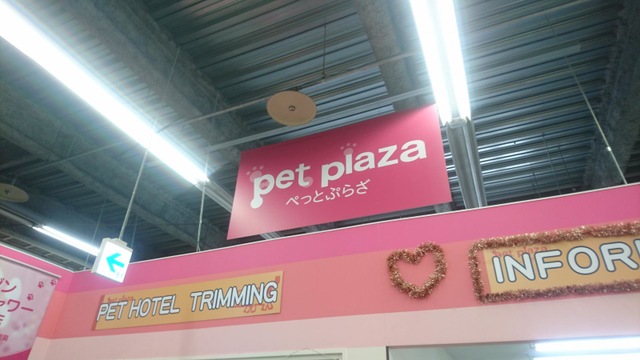 pet plaza
ぺっとぷらざ
PET HOTEL TRIMMING
INFOR